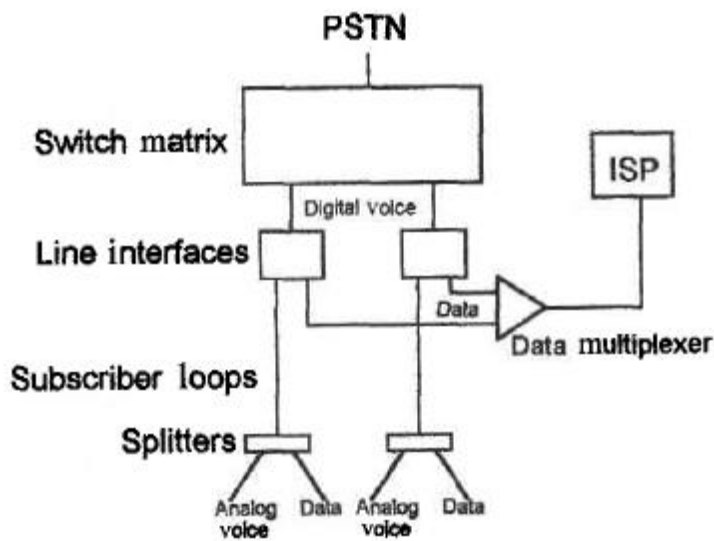 PSTN
Switch matrix
ISP
Digital voice
Line interfaces
Data
Data multiplexer
Subscriber loops
Splitters
Analog voice
Data
Analog voice
Data